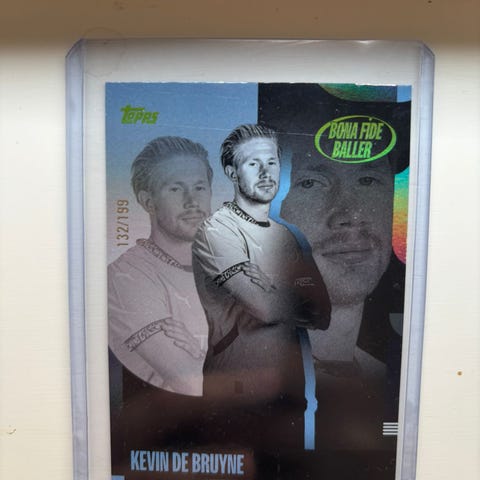 TOPPS
BONA FIDE
BALLER
132/199
KEVIN DE BRUYNE